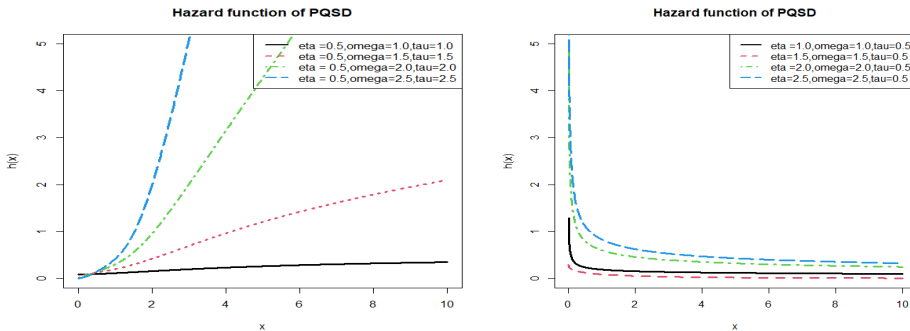 Hazard function of PQSD
eta =0.5,omega=1.0,tau=1.0
eta =0.5,omega=1.5,tau=1.5
eta = 0.5,omega=2.0,tau=2.0
eta = 0.5,omega=2.5,tau=2.5
h(x)
5
4
3
2
1
0
0 2 4 6 8 10
x
Hazard function of PQSD
eta =1.0,omega=1.0,tau=0.5
eta=1.5,omega=1.5,tau=0.5
eta= 2.0,omega=2.0,tau=0.5
eta=2.5,omega=2.5,tau=0.5
h(x)
5
4
3
2
1
0
0 2 4 6 8 10
x